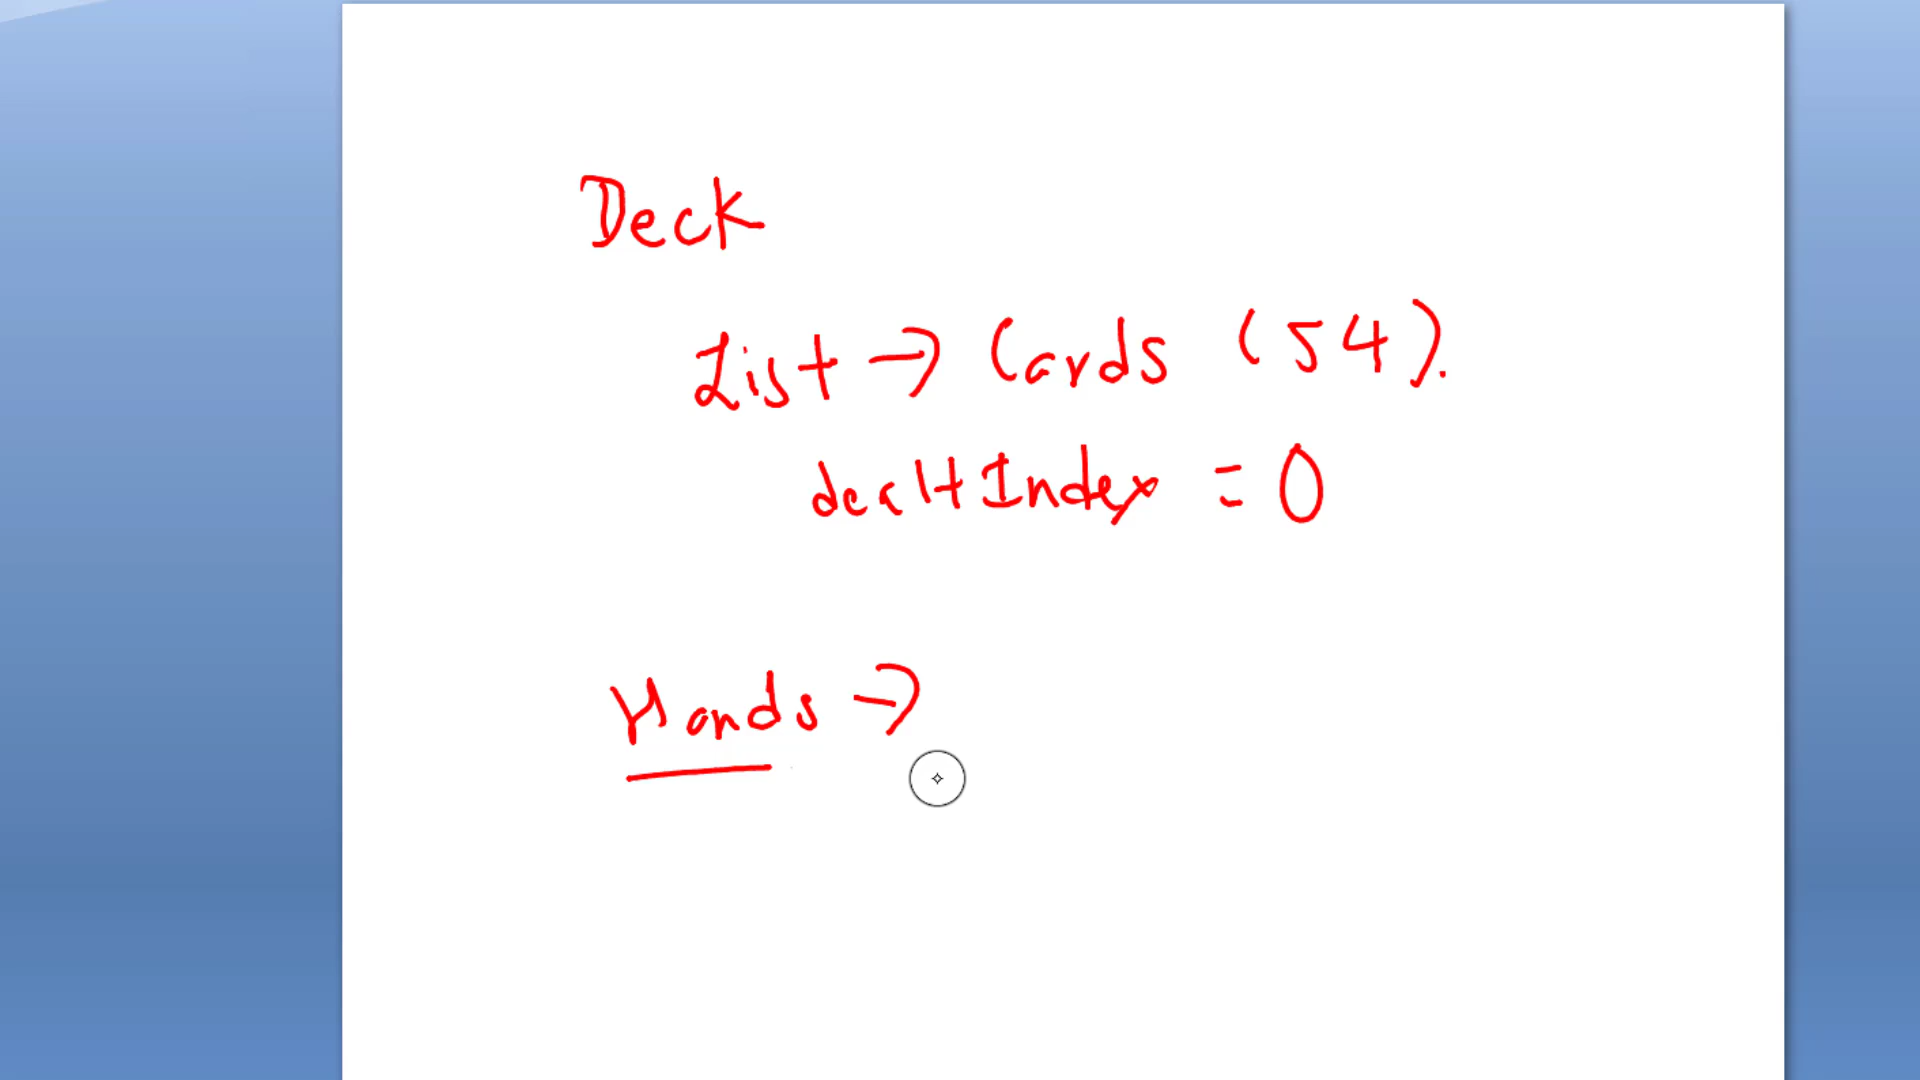 Deck
List → Cards (54).
dealtIndex = 0
Hands →